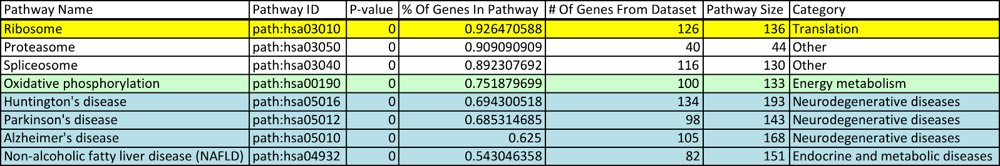 Pathway Name Pathway ID P-value % Of Genes In Pathway # Of Genes From Dataset Pathway Size Category
Ribosome path:hsa03010 0 0.926470588 126 136 Translation
Proteasome path:hsa03050 0 0.909090909 40 44 Other
Spliceosome path:hsa03040 0 0.892307692 116 130 Other
Oxidative phosphorylation path:hsa00190 0 0.751879699 100 133 Energy metabolism
Huntington's disease path:hsa05016 0 0.694300518 134 193 Neurodegenerative diseases
Parkinson's disease path:hsa05012 0 0.685314685 98 143 Neurodegenerative diseases
Alzheimer's disease path:hsa05010 0 0.625 105 168 Neurodegenerative diseases
Non-alcoholic fatty liver disease (NAFLD) path:hsa04932 0 0.543046358 82 151 Endocrine and metabolic diseases